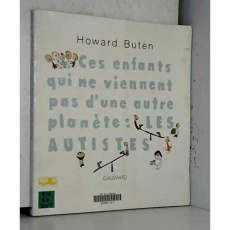 Howard Buten
Ces enfants
qui ne viennent
pas d'une autre
planète: LES
AUTISTES
GALLIMARD